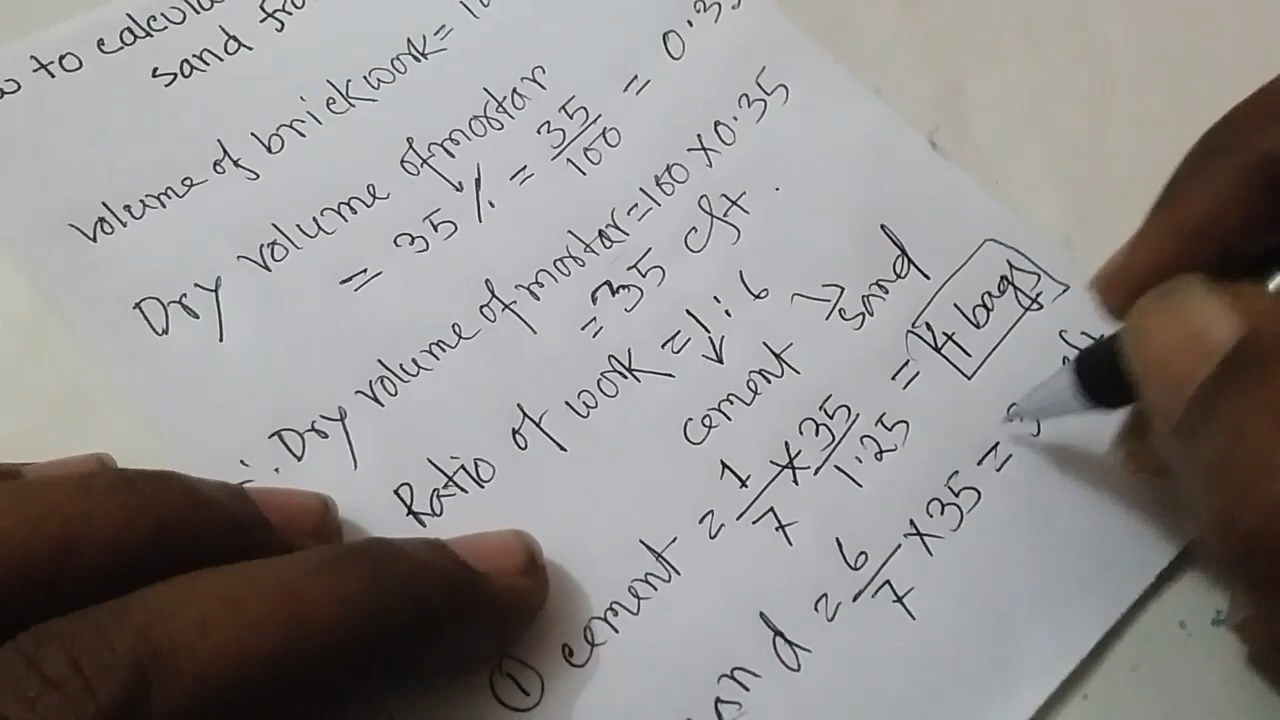 to calcula
sand fro
Volume of brickwork = 10
Dry volume of mortar
= 35 % = 35/100 = 0.35
∴ Dry volume of mortar = 100 × 0.35
= 35 cft.
Ratio of work = 1 : 6
cement sand
① cement = 1/7 × 35/1.25 = 4 bags
d = 6/7 × 35 = 3